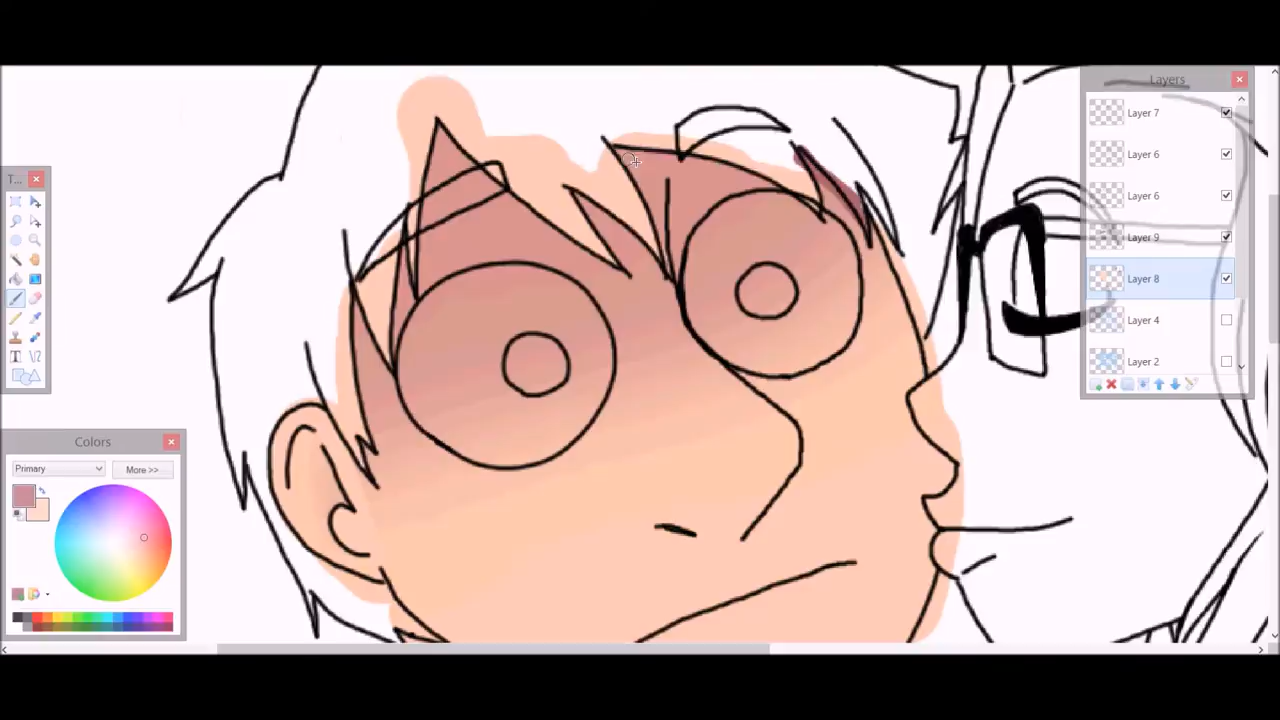 Layers
Layer 7
Layer 6
Layer 6
Layer 9
Layer 8
Layer 4
Layer 2
T...
T
Colors
Primary
More >>